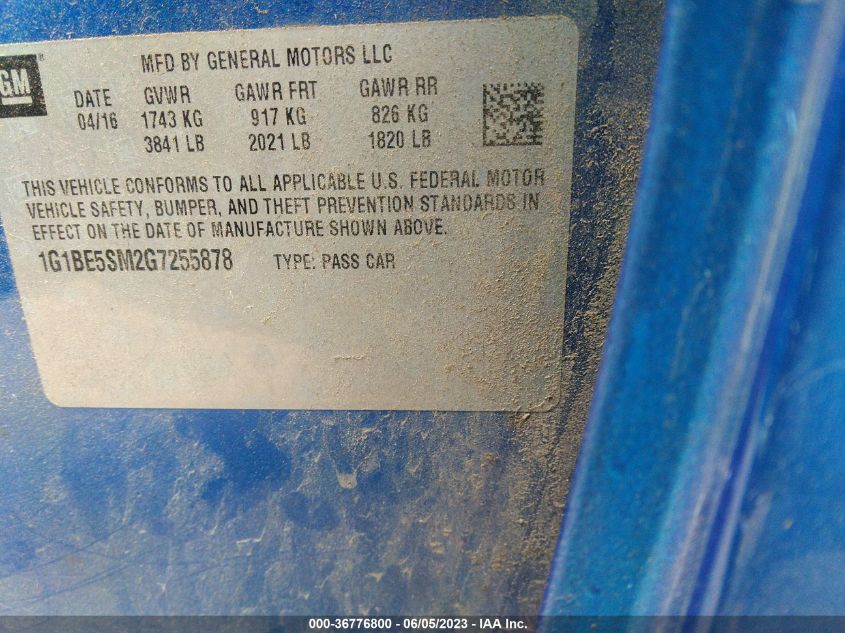 GM
MFD BY GENERAL MOTORS LLC
DATE GVWR GAWR FRT GAWR RR
04/16 1743 KG 917 KG 826 KG
3841 LB 2021 LB 1820 LB
THIS VEHICLE CONFORMS TO ALL APPLICABLE U.S. FEDERAL MOTOR
VEHICLE SAFETY, BUMPER, AND THEFT PREVENTION STANDARDS IN
EFFECT ON THE DATE OF MANUFACTURE SHOWN ABOVE.
1G1BE5SM2G7255878 TYPE: PASS CAR
000-36776800 - 06/05/2023 - IAA Inc.